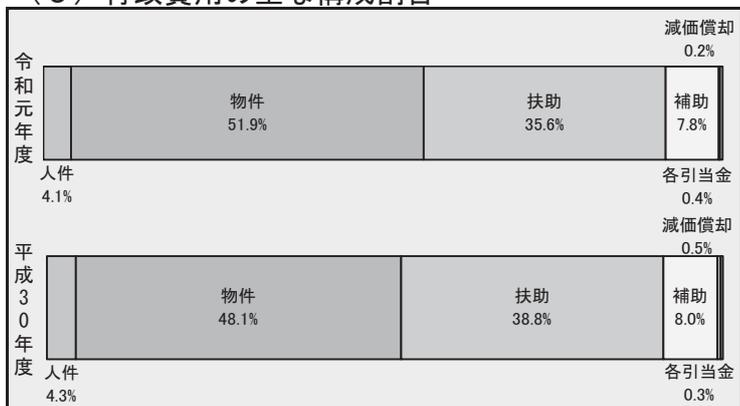 減価償却
0.2%
令和元年度
物件
51.9%
扶助
35.6%
補助
7.8%
人件
4.1%
各引当金
0.4%
減価償却
0.5%
平成30年度
物件
48.1%
扶助
38.8%
補助
8.0%
人件
4.3%
各引当金
0.3%